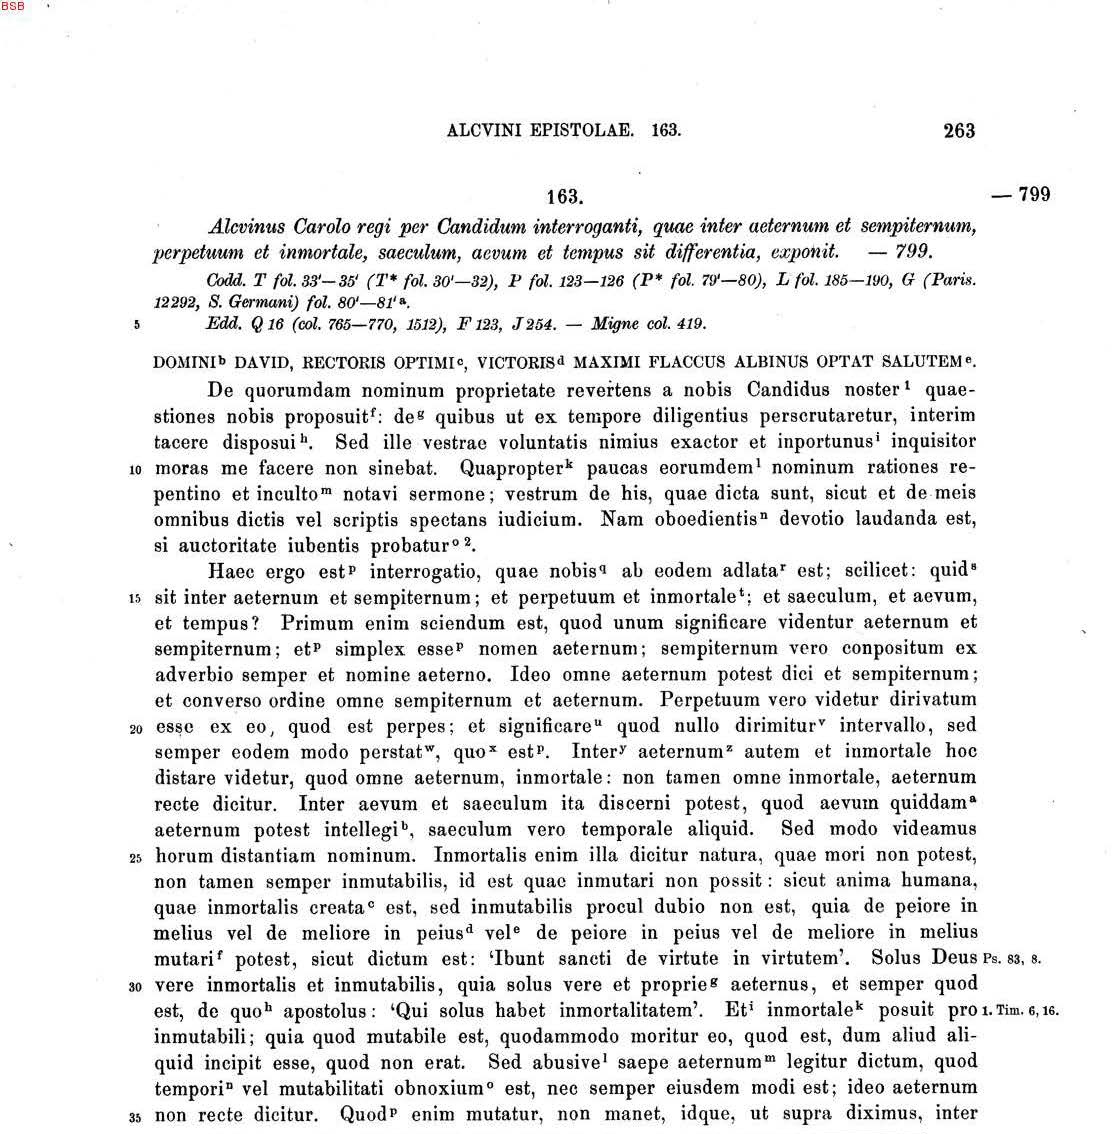 BSB
ALCVINI EPISTOLAE. 163. 263
163. — 799
Alcvinus Carolo regi per Candidum interroganti, quae inter aeternum et sempiternum,
perpetuum et inmortale, saeculum, aevum et tempus sit differentia, exponit. — 799.
Codd. T fol. 33'—35' (T* fol. 30'—32), P fol. 123—126 (P* fol. 79'—80), L fol. 185—190, G (Paris.
12292, S. Germani) fol. 80'—81' a.
5 Edd. Q 16 (col. 765—770, 1512), F 123, J 254. — Migne col. 419.
DOMINI b DAVID, RECTORIS OPTIMI c, VICTORIS d MAXIMI FLACCUS ALBINUS OPTAT SALUTEM e.
De quorumdam nominum proprietate revertens a nobis Candidus noster 1 quae-
stiones nobis proposuit f: de g quibus ut ex tempore diligentius perscrutaretur, interim
tacere disposui h. Sed ille vestrae voluntatis nimius exactor et inportunus i inquisitor
10 moras me facere non sinebat. Quapropter k paucas eorumdem l nominum rationes re-
pentino et inculto m notavi sermone; vestrum de his, quae dicta sunt, sicut et de meis
omnibus dictis vel scriptis spectans iudicium. Nam oboedientis n devotio laudanda est,
si auctoritate iubentis probatur o 2.
Haec ergo est p interrogatio, quae nobis q ab eodem adlata r est; scilicet: quid s
15 sit inter aeternum et sempiternum; et perpetuum et inmortale t; et saeculum, et aevum,
et tempus? Primum enim sciendum est, quod unum significare videntur aeternum et
sempiternum; et p simplex esse p nomen aeternum; sempiternum vero conpositum ex
adverbio semper et nomine aeterno. Ideo omne aeternum potest dici et sempiternum;
et converso ordine omne sempiternum et aeternum. Perpetuum vero videtur dirivatum
20 esse ex eo, quod est perpes; et significare u quod nullo dirimitur v intervallo, sed
semper eodem modo perstat w, quo x est p. Inter y aeternum z autem et inmortale hoc
distare videtur, quod omne aeternum, inmortale: non tamen omne inmortale, aeternum
recte dicitur. Inter aevum et saeculum ita discerni potest, quod aevum quiddam a
aeternum potest intellegi b, saeculum vero temporale aliquid. Sed modo videamus
25 horum distantiam nominum. Inmortalis enim illa dicitur natura, quae mori non potest,
non tamen semper inmutabilis, id est quae inmutari non possit: sicut anima humana,
quae inmortalis creata c est, sed inmutabilis procul dubio non est, quia de peiore in
melius vel de meliore in peius d vel e de peiore in peius vel de meliore in melius
mutari f potest, sicut dictum est: ‘Ibunt sancti de virtute in virtutem’. Solus Deus Ps. 83, 8.
30 vere inmortalis et inmutabilis, quia solus vere et proprie g aeternus, et semper quod
est, de quo h apostolus: ‘Qui solus habet inmortalitatem’. Et i inmortale k posuit pro 1. Tim. 6, 16.
inmutabili; quia quod mutabile est, quodammodo moritur eo, quod est, dum aliud ali-
quid incipit esse, quod non erat. Sed abusive l saepe aeternum m legitur dictum, quod
tempori n vel mutabilitati obnoxium o est, nec semper eiusdem modi est; ideo aeternum
35 non recte dicitur. Quod p enim mutatur, non manet, idque, ut supra diximus, inter